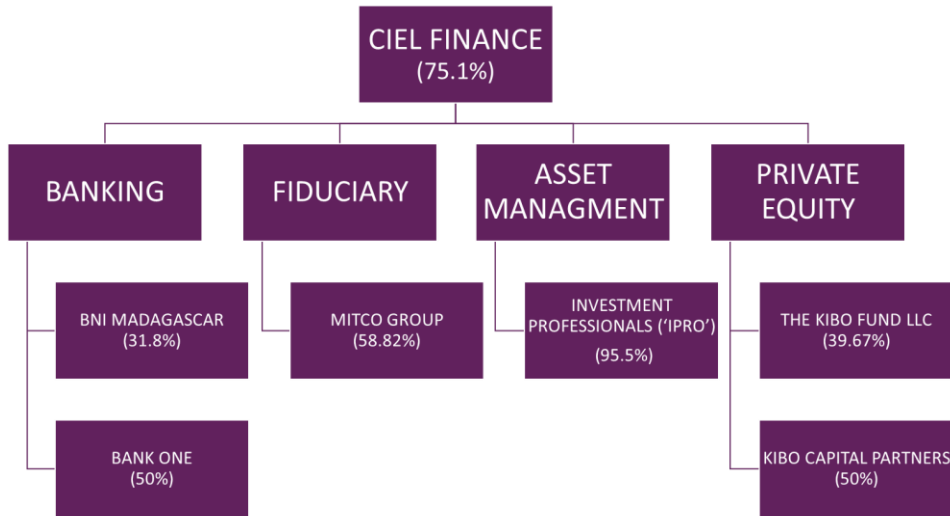 CIEL FINANCE
(75.1%)
BANKING
FIDUCIARY
ASSET
MANAGMENT
PRIVATE
EQUITY
BNI MADAGASCAR
(31.8%)
MITCO GROUP
(58.82%)
INVESTMENT
PROFESSIONALS (‘IPRO’)
(95.5%)
THE KIBO FUND LLC
(39.67%)
BANK ONE
(50%)
KIBO CAPITAL PARTNERS
(50%)